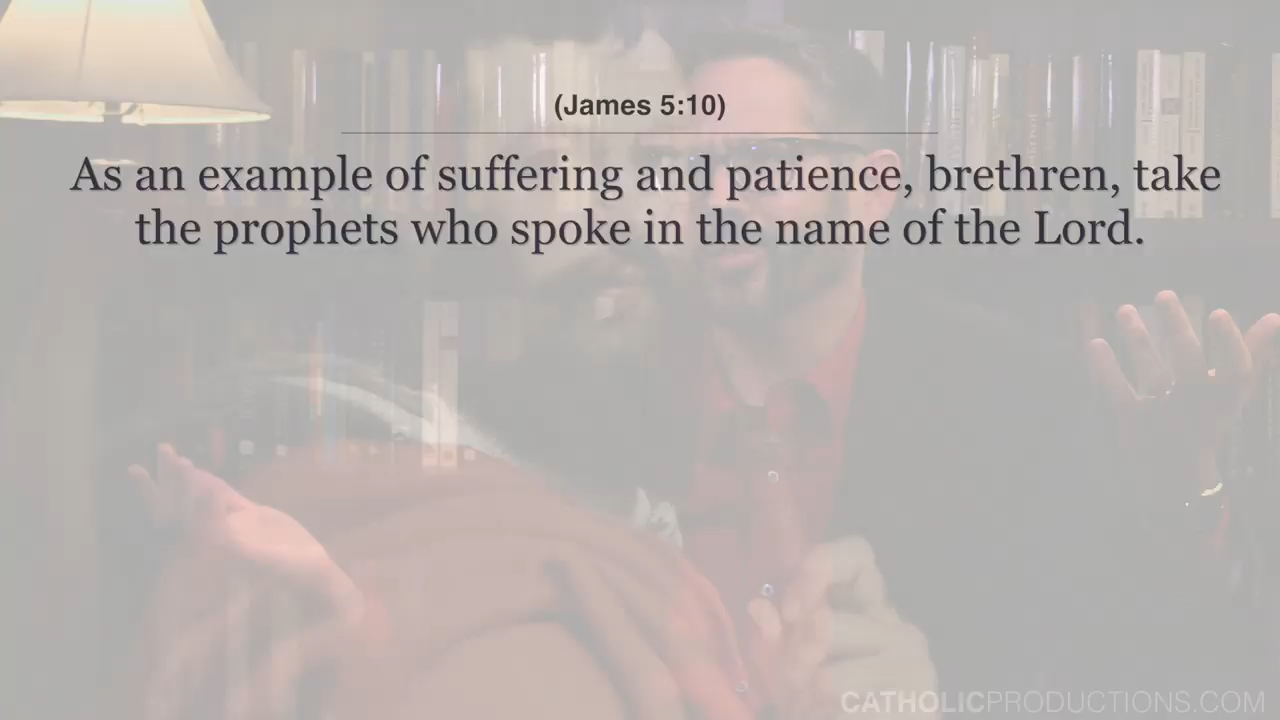 (James 5:10)
As an example of suffering and patience, brethren, take
the prophets who spoke in the name of the Lord.
CATHOLICPRODUCTIONS.COM